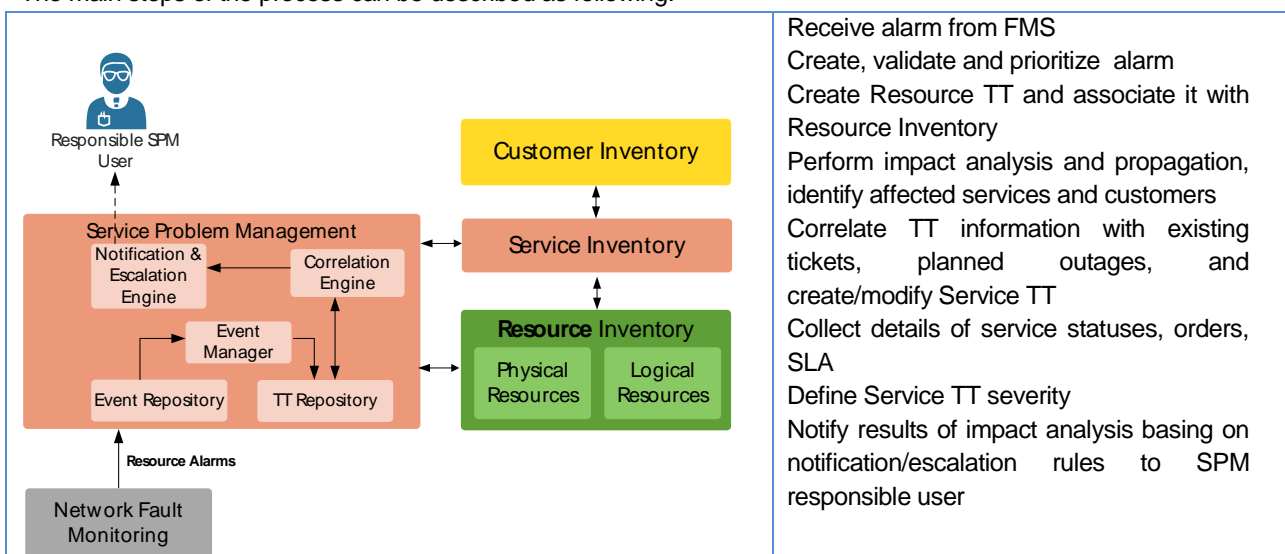 The main steps of the process can be described as following:
Responsible SPM
User
Customer Inventory
Service Problem Management
Notification &
Escalation
Engine
Correlation
Engine
Event
Manager
Event Repository
TT Repository
Service Inventory
Resource Inventory
Physical
Resources
Logical
Resources
Resource Alarms
Network Fault
Monitoring
Receive alarm from FMS
Create, validate and prioritize alarm
Create Resource TT and associate it with
Resource Inventory
Perform impact analysis and propagation,
identify affected services and customers
Correlate TT information with existing
tickets, planned outages, and
create/modify Service TT
Collect details of service statuses, orders,
SLA
Define Service TT severity
Notify results of impact analysis basing on
notification/escalation rules to SPM
responsible user